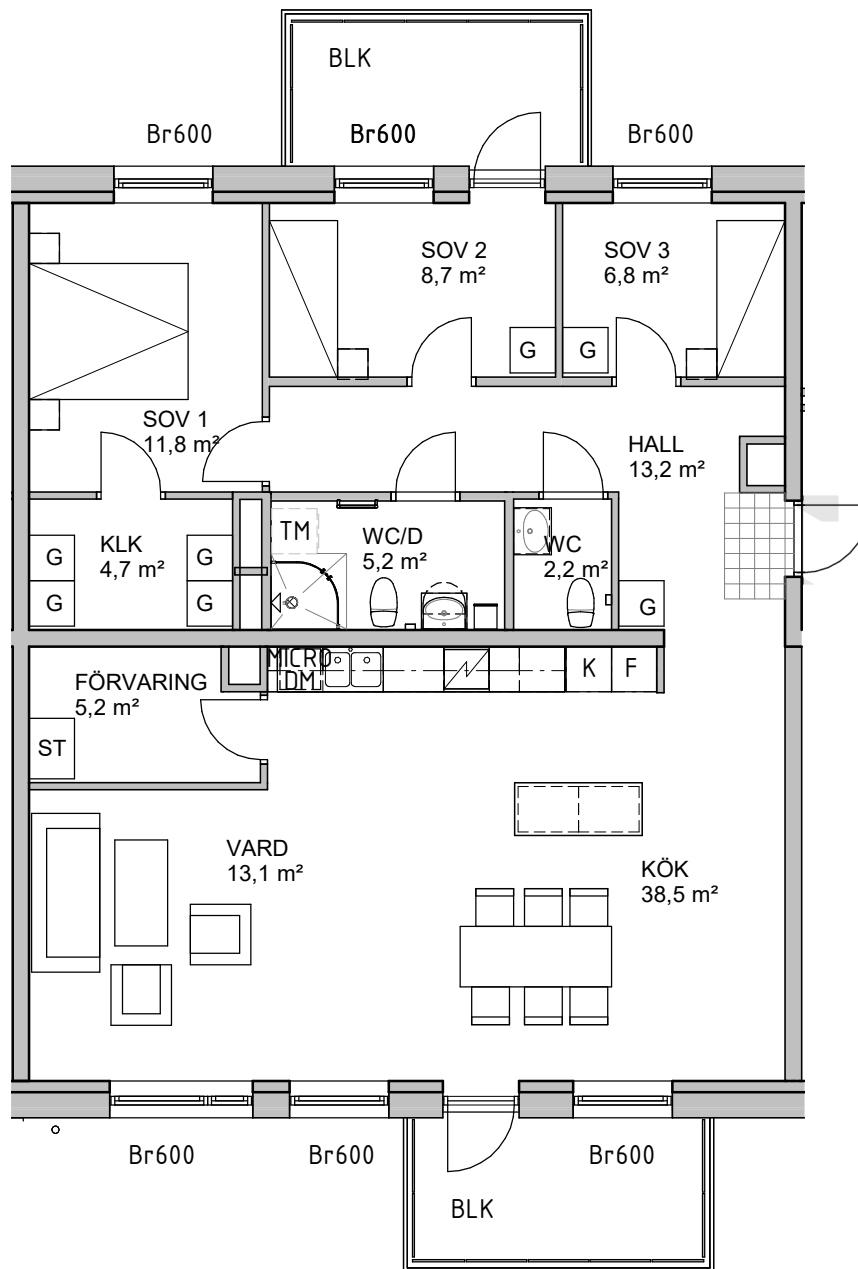 BLK
Br600
Br600
Br600
SOV 2
8,7 m²
SOV 3
6,8 m²
G
G
SOV 1
11,8 m²
HALL
13,2 m²
TM
WC/D
5,2 m²
WC
2,2 m²
KLK
4,7 m²
G
G
G
G
G
MICRO
DM
K
F
FÖRVARING
5,2 m²
ST
VARD
13,1 m²
KÖK
38,5 m²
Br600
Br600
Br600
BLK